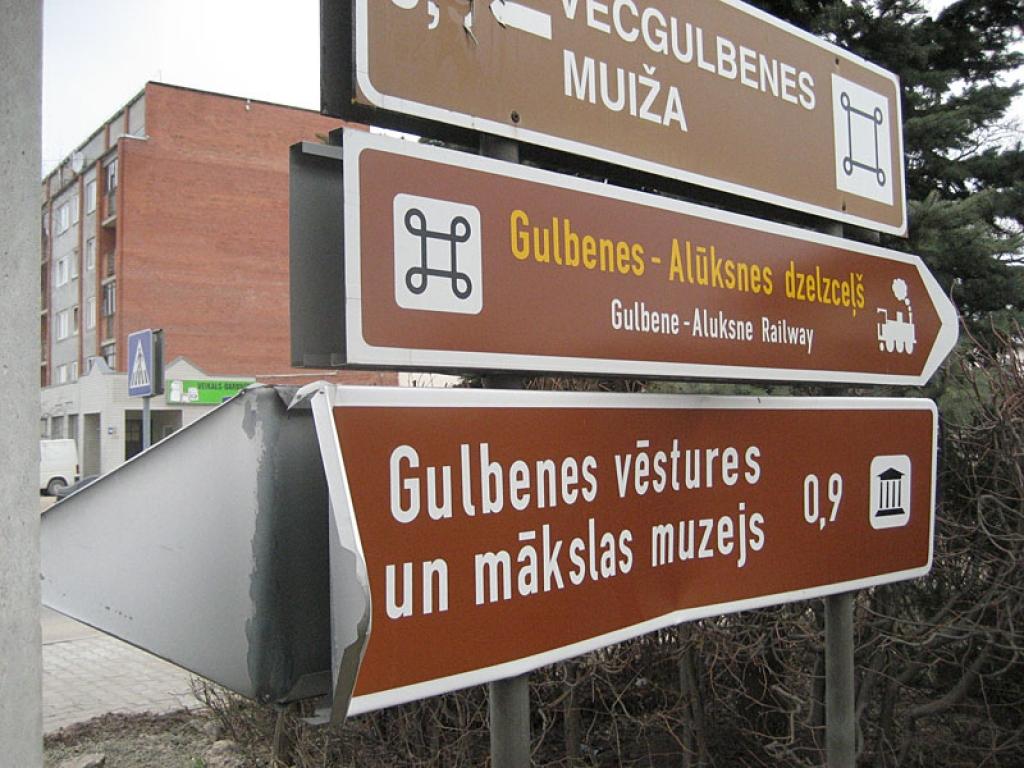 VECGULBENES
MUIŽA
Gulbenes - Alūksnes dzelzceļš
Gulbene - Aluksne Railway
Gulbenes vēstures
un mākslas muzejs
0,9